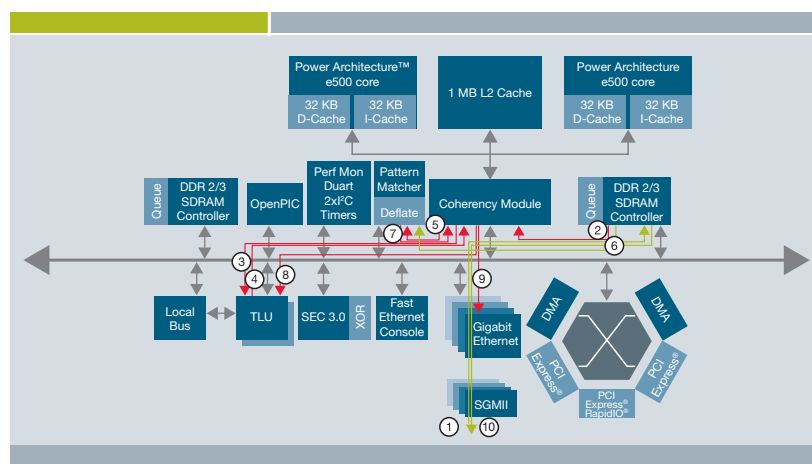 Power Architecture™
e500 core
32 KB
D-Cache
32 KB
I-Cache
1 MB L2 Cache
Power Architecture
e500 core
32 KB
D-Cache
32 KB
I-Cache
Queue
DDR 2/3
SDRAM
Controller
OpenPIC
Perf Mon
Duart
2xI²C
Timers
Pattern
Matcher
Deflate
Coherency Module
Queue
DDR 2/3
SDRAM
Controller
5
7
2
6
3
4
8
9
Local
Bus
TLU
SEC 3.0
XOR
Fast
Ethernet
Console
Gigabit
Ethernet
DMA
DMA
PCI
Express®
PCI
Express®
PCI
Express®
RapidIO®
SGMII
1
10